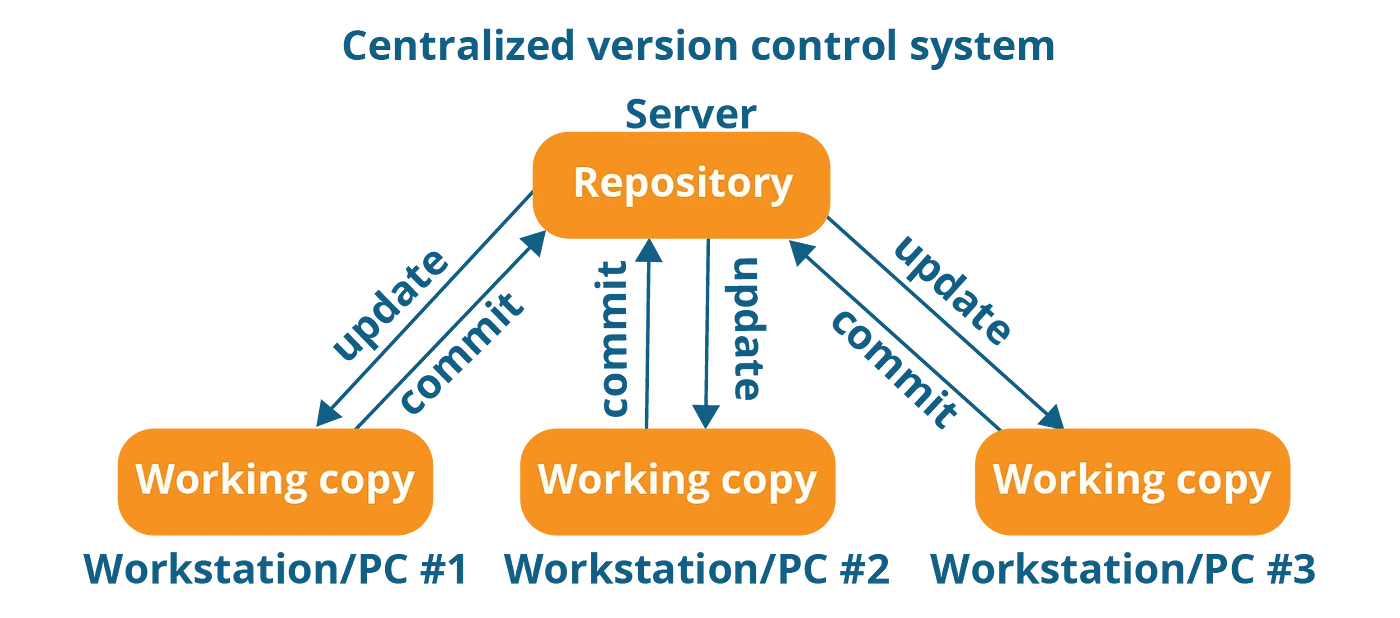 Centralized version control system
Server
Repository
update
commit
commit
update
update
commit
Working copy
Working copy
Working copy
Workstation/PC #1
Workstation/PC #2
Workstation/PC #3